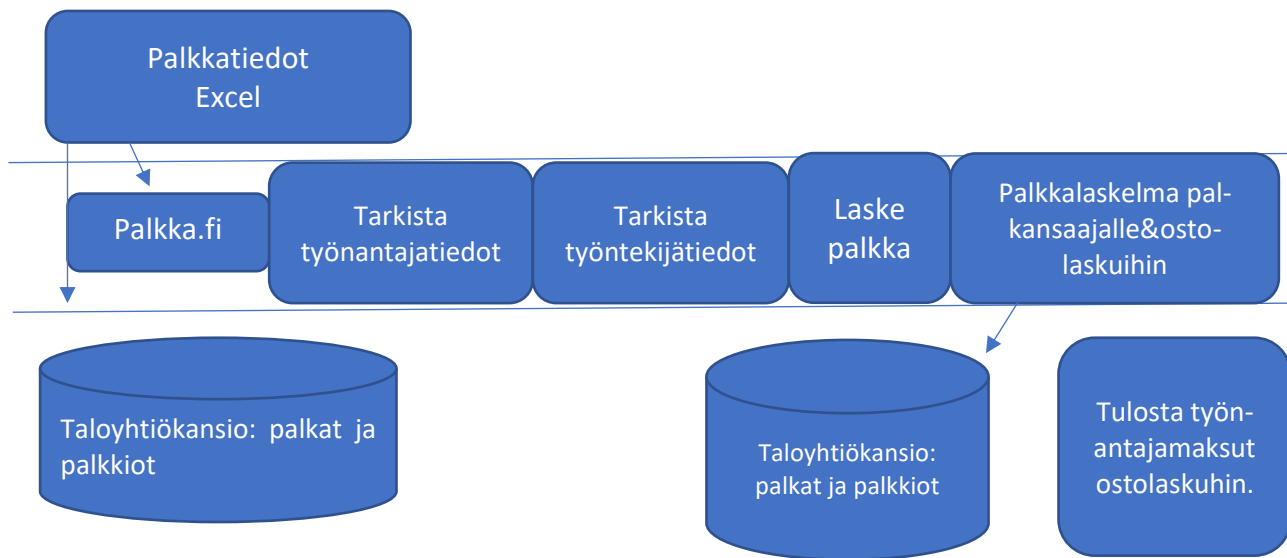 Palkkatiedot
Excel
Palkka.fi
Tarkista
työnantajatiedot
Tarkista
työntekijätiedot
Laske
palkka
Palkkalaskelma pal-
kansaajalle&osto-
laskuihin
Taloyhtiökansio: palkat ja
palkkiot
Taloyhtiökansio:
palkat ja palkkiot
Tulosta työn-
antajamaksut
ostolaskuhin.